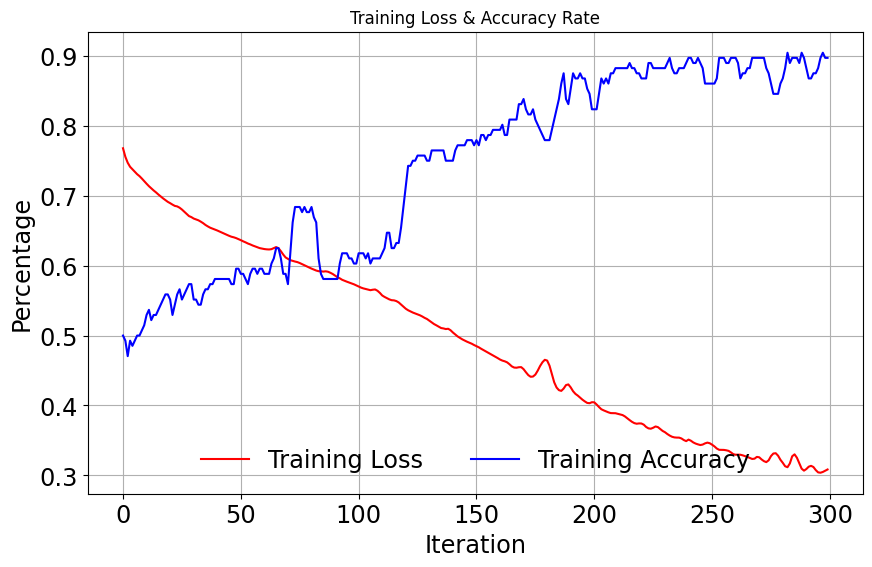 Training Loss & Accuracy Rate
Percentage
0.9
0.8
0.7
0.6
0.5
0.4
0.3
Training Loss
Training Accuracy
0 50 100 150 200 250 300
Iteration